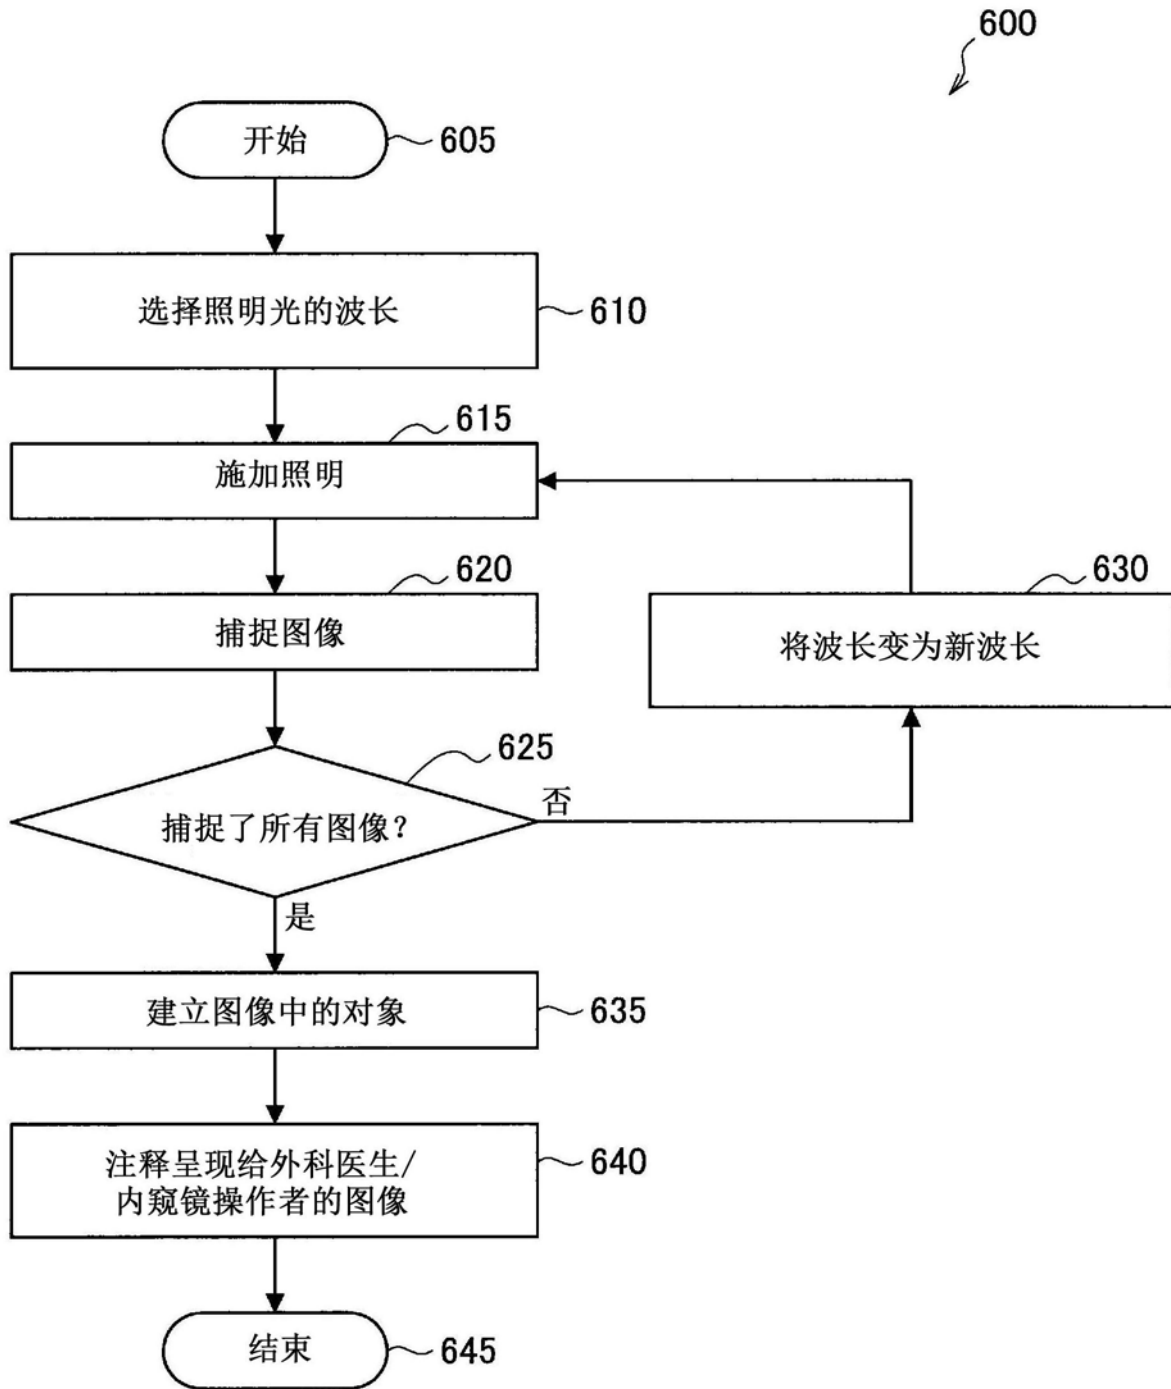 600
开始
605
选择照明光的波长
610
615
施加照明
620
捕捉图像
630
将波长变为新波长
625
捕捉了所有图像?
否
是
建立图像中的对象
635
注释呈现给外科医生/
内窥镜操作者的图像
640
结束
645